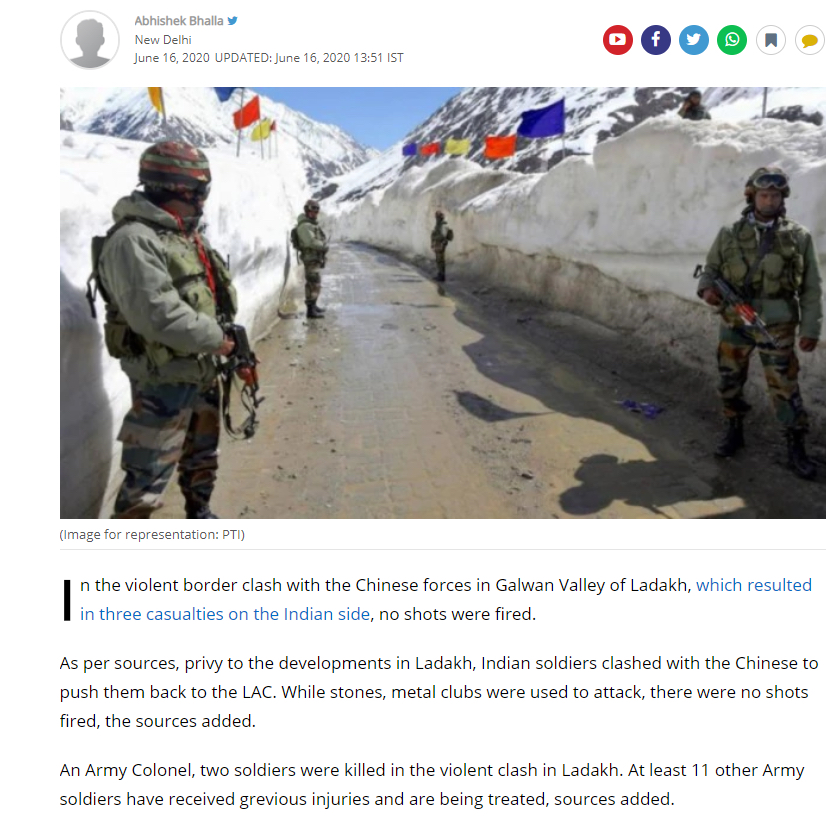 Abhishek Bhalla
New Delhi
June 16, 2020 UPDATED: June 16, 2020 13:51 IST
(Image for representation: PTI)
In the violent border clash with the Chinese forces in Galwan Valley of Ladakh, which resulted
in three casualties on the Indian side, no shots were fired.
As per sources, privy to the developments in Ladakh, Indian soldiers clashed with the Chinese to
push them back to the LAC. While stones, metal clubs were used to attack, there were no shots
fired, the sources added.
An Army Colonel, two soldiers were killed in the violent clash in Ladakh. At least 11 other Army
soldiers have received grevious injuries and are being treated, sources added.